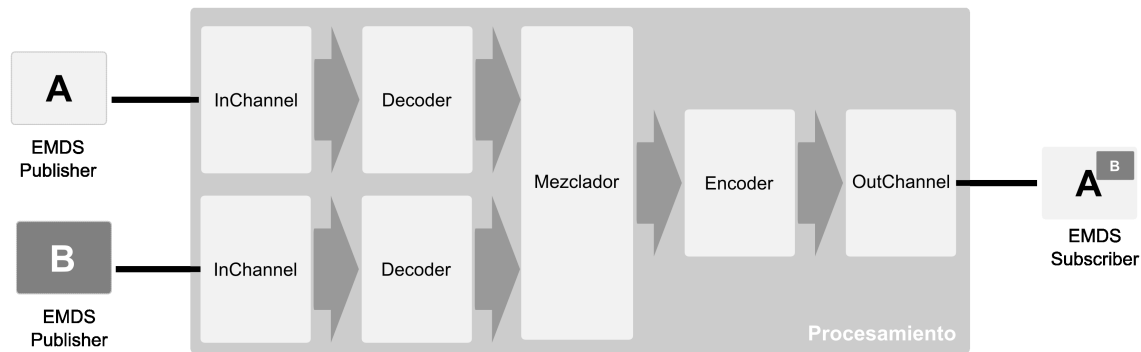 A
EMDS
Publisher
InChannel
Decoder
B
EMDS
Publisher
InChannel
Decoder
Mezclador
Encoder
OutChannel
A
B
EMDS
Subscriber
Procesamiento